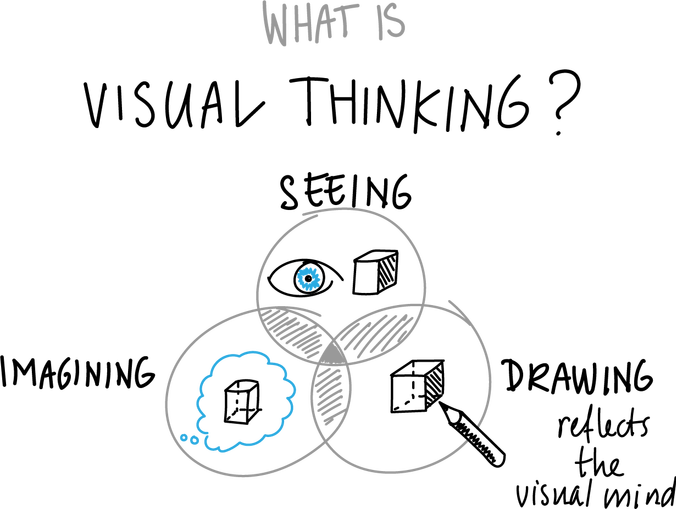 WHAT IS
VISUAL THINKING?
SEEING
IMAGINING
DRAWING
reflects
the
visual mind